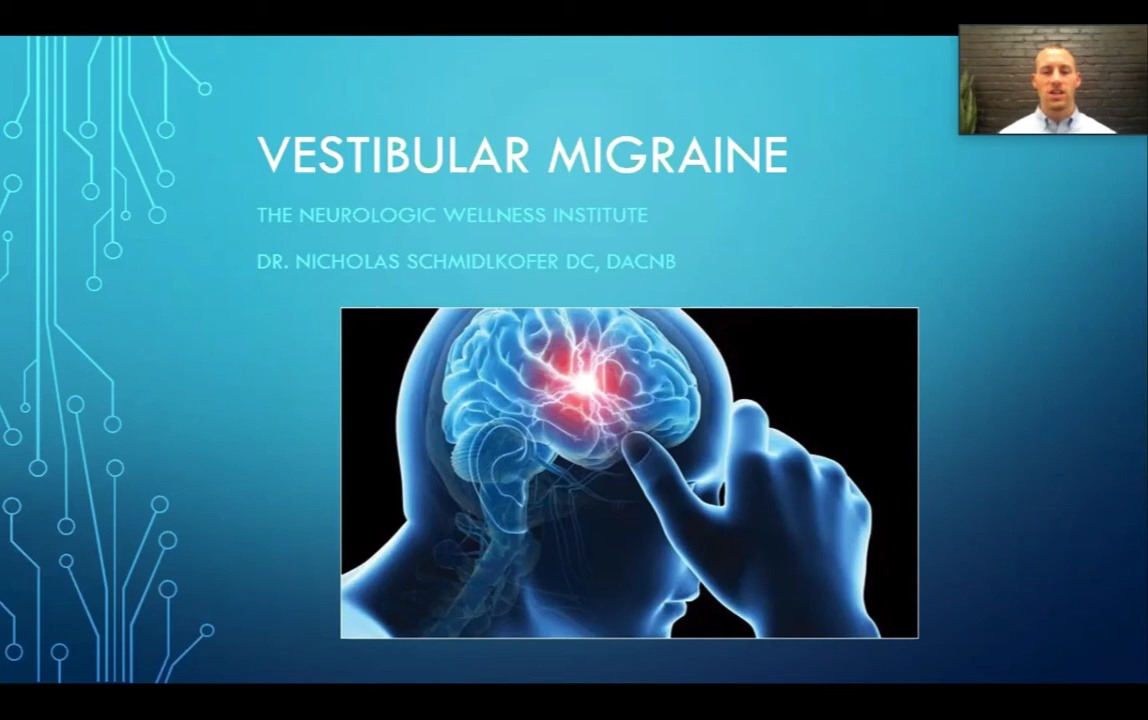 VESTIBULAR MIGRAINE
THE NEUROLOGIC WELLNESS INSTITUTE
DR. NICHOLAS SCHMIDLKOFER DC, DACNB